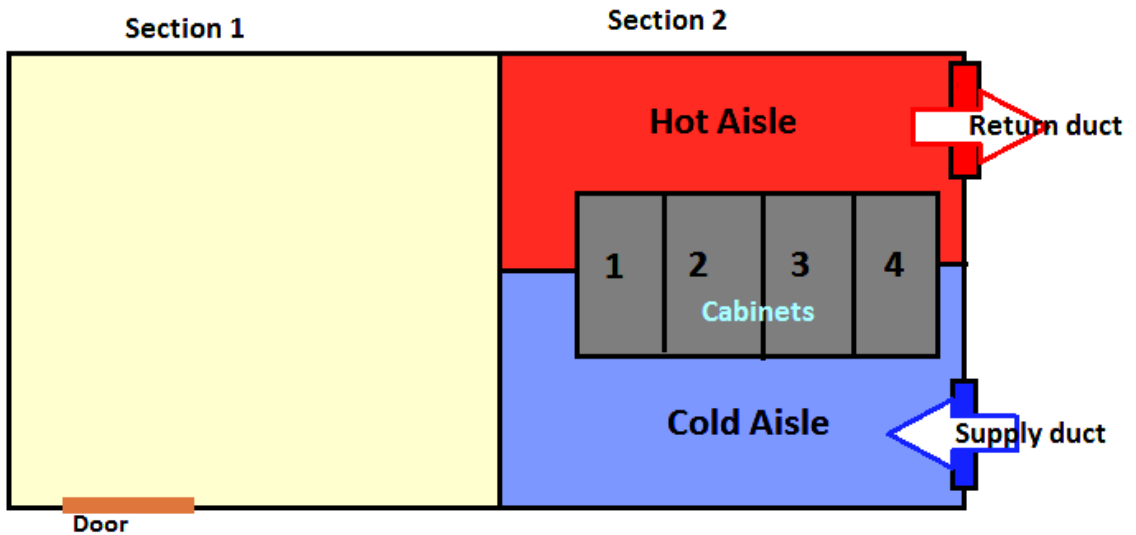 Section 1
Section 2
Hot Aisle
Return duct
1 2 3 4
Cabinets
Cold Aisle
Supply duct
Door